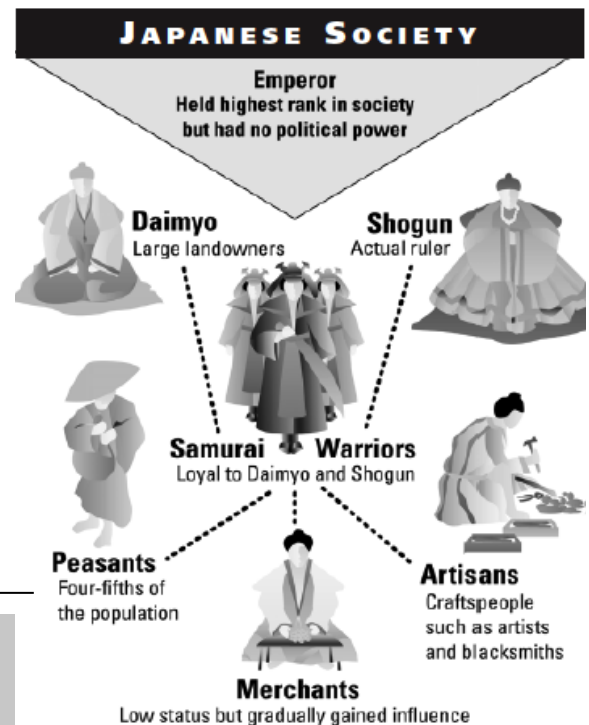 JAPANESE SOCIETY
Emperor
Held highest rank in society
but had no political power
Daimyo
Large landowners
Shogun
Actual ruler
Samurai Warriors
Loyal to Daimyo and Shogun
Peasants
Four-fifths of
the population
Artisans
Craftspeople
such as artists
and blacksmiths
Merchants
Low status but gradually gained influence